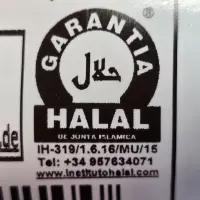 ®
GARANTIA
حلال
HALAL
DE JUNTA ISLAMICA
IH-319/1.6.16/MU/15
Tel: +34 957634071
www.institutohalal.com
.de